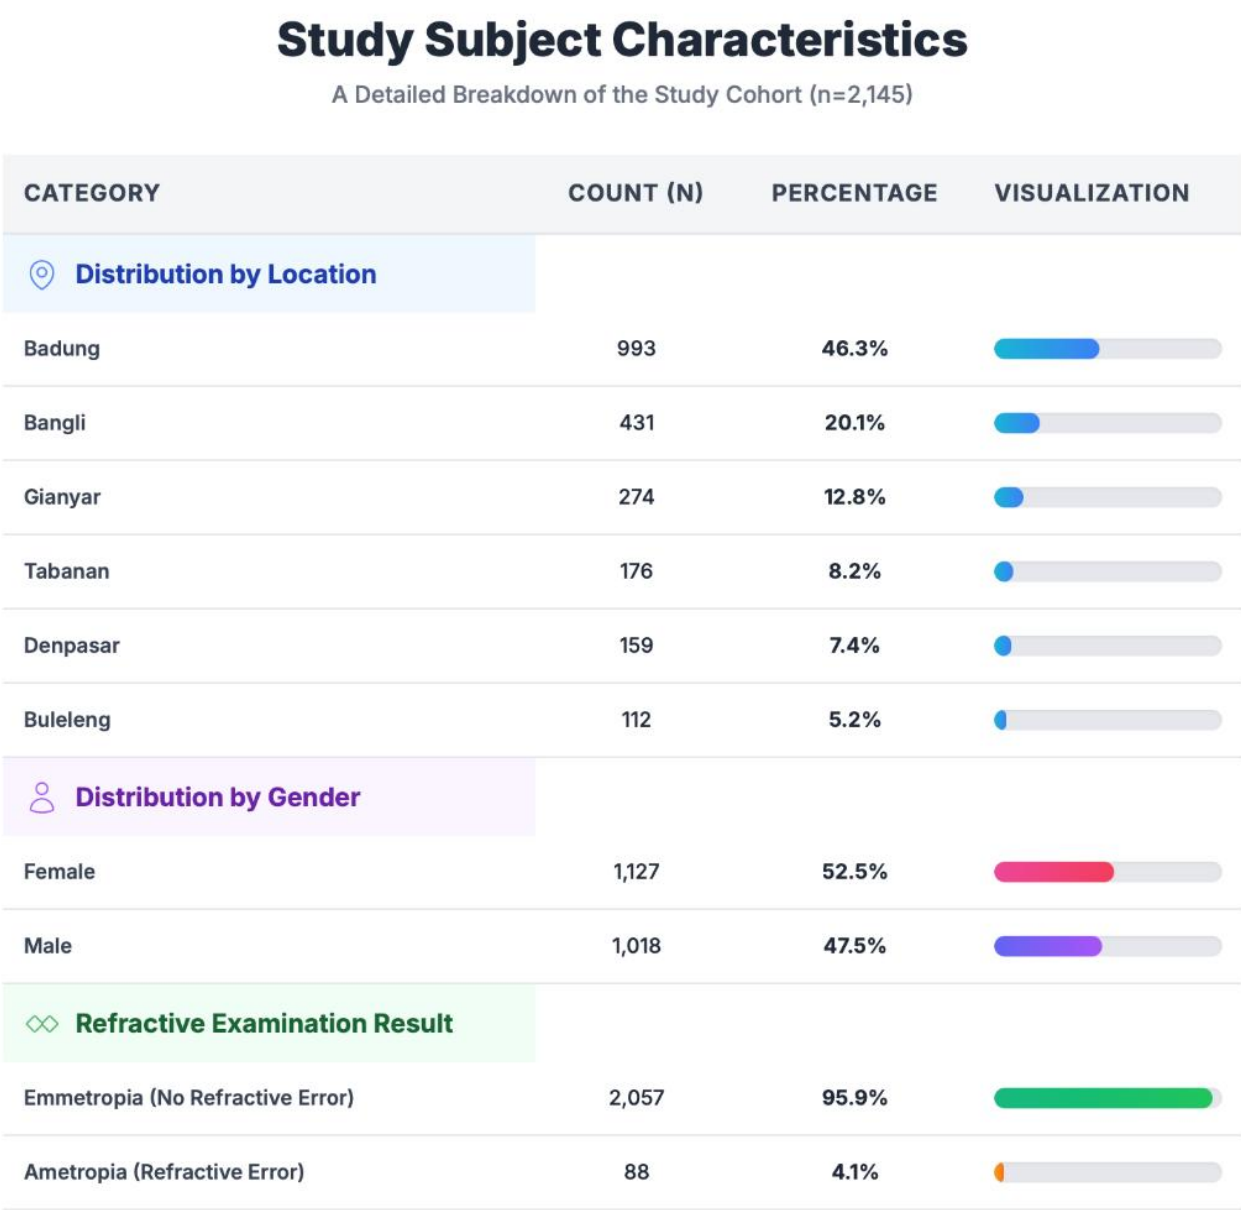 Study Subject Characteristics
A Detailed Breakdown of the Study Cohort (n=2,145)
CATEGORY COUNT (N) PERCENTAGE VISUALIZATION
Distribution by Location
Badung 993 46.3%
Bangli 431 20.1%
Gianyar 274 12.8%
Tabanan 176 8.2%
Denpasar 159 7.4%
Buleleng 112 5.2%
Distribution by Gender
Female 1,127 52.5%
Male 1,018 47.5%
Refractive Examination Result
Emmetropia (No Refractive Error) 2,057 95.9%
Ametropia (Refractive Error) 88 4.1%